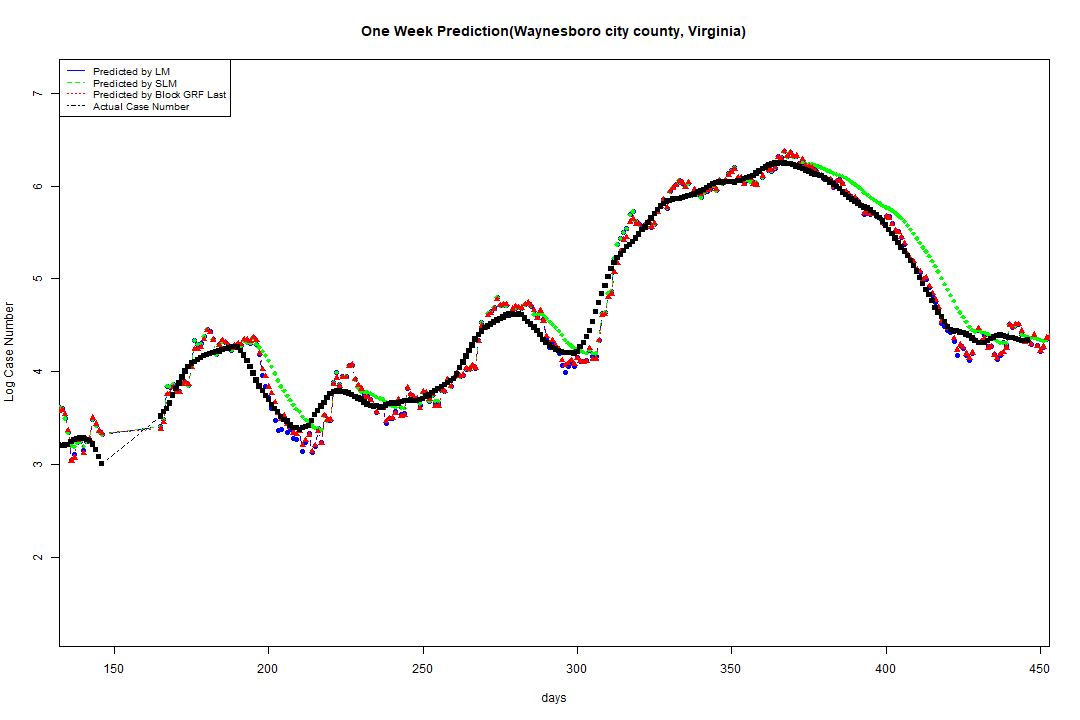 One Week Prediction(Waynesboro city county, Virginia)
Predicted by LM
Predicted by SLM
Predicted by Block GRF Last
Actual Case Number
7
6
5
4
3
2
Log Case Number
150 200 250 300 350 400 450
days